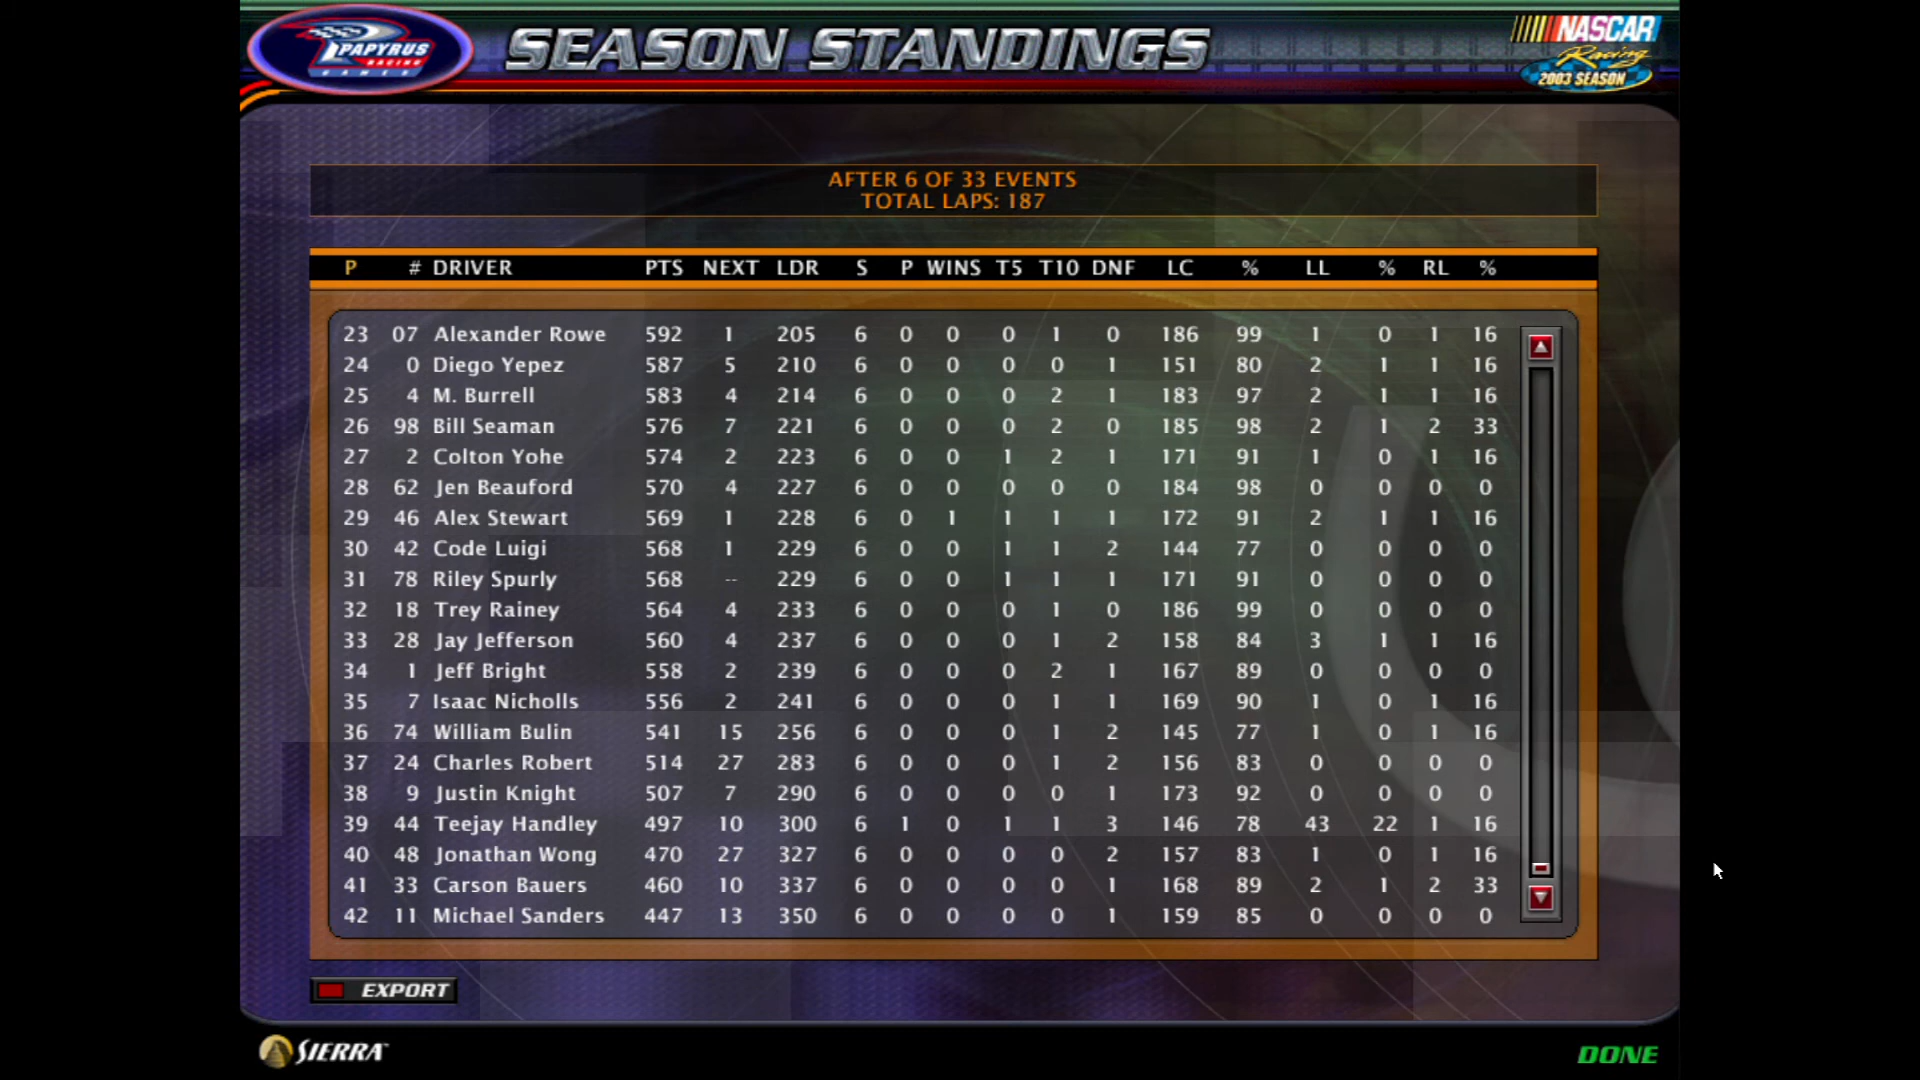 PAPYRUS
RACING
GAMES
SEASON STANDINGS
NASCAR
Racing
2003 SEASON
AFTER 6 OF 33 EVENTS
TOTAL LAPS: 187
P # DRIVER PTS NEXT LDR S P WINS T5 T10 DNF LC % LL % RL %
23 07 Alexander Rowe 592 1 205 6 0 0 0 1 0 186 99 1 0 1 16
24 0 Diego Yepez 587 5 210 6 0 0 0 0 1 151 80 2 1 1 16
25 4 M. Burrell 583 4 214 6 0 0 0 2 1 183 97 2 1 1 16
26 98 Bill Seaman 576 7 221 6 0 0 0 2 0 185 98 2 1 2 33
27 2 Colton Yohe 574 2 223 6 0 0 1 2 1 171 91 1 0 1 16
28 62 Jen Beauford 570 4 227 6 0 0 0 0 0 184 98 0 0 0 0
29 46 Alex Stewart 569 1 228 6 0 1 1 1 1 172 91 2 1 1 16
30 42 Code Luigi 568 1 229 6 0 0 1 1 2 144 77 0 0 0 0
31 78 Riley Spurly 568 -- 229 6 0 0 1 1 1 171 91 0 0 0 0
32 18 Trey Rainey 564 4 233 6 0 0 0 1 0 186 99 0 0 0 0
33 28 Jay Jefferson 560 4 237 6 0 0 0 1 2 158 84 3 1 1 16
34 1 Jeff Bright 558 2 239 6 0 0 0 2 1 167 89 0 0 0 0
35 7 Isaac Nicholls 556 2 241 6 0 0 0 1 1 169 90 1 0 1 16
36 74 William Bulin 541 15 256 6 0 0 0 1 2 145 77 1 0 1 16
37 24 Charles Robert 514 27 283 6 0 0 0 1 2 156 83 0 0 0 0
38 9 Justin Knight 507 7 290 6 0 0 0 0 1 173 92 0 0 0 0
39 44 Teejay Handley 497 10 300 6 1 0 1 1 3 146 78 43 22 1 16
40 48 Jonathan Wong 470 27 327 6 0 0 0 0 2 157 83 1 0 1 16
41 33 Carson Bauers 460 10 337 6 0 0 0 0 1 168 89 2 1 2 33
42 11 Michael Sanders 447 13 350 6 0 0 0 0 1 159 85 0 0 0 0
EXPORT
SIERRA
DONE